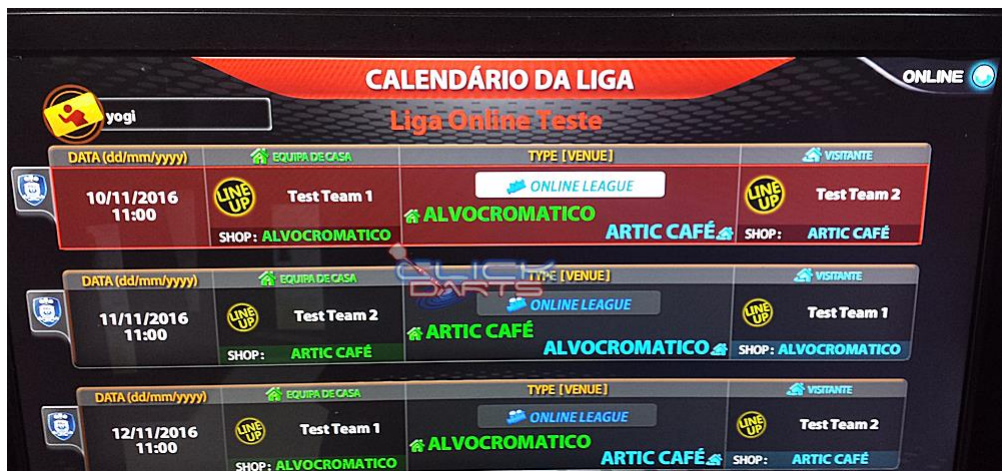 CALENDÁRIO DA LIGA
ONLINE
yogi
Liga Online Teste
DATA (dd/mm/yyyy) EQUIPA DE CASA TYPE [VENUE] VISITANTE
10/11/2016
11:00
LINE UP Test Team 1
SHOP: ALVOCROMATICO
ONLINE LEAGUE
ALVOCROMATICO
ARTIC CAFÉ
LINE UP Test Team 2
SHOP: ARTIC CAFÉ
CLICK
DARTS
DATA (dd/mm/yyyy) EQUIPA DE CASA TYPE [VENUE] VISITANTE
11/11/2016
11:00
LINE UP Test Team 2
SHOP: ARTIC CAFÉ
ONLINE LEAGUE
ARTIC CAFÉ
ALVOCROMATICO
LINE UP Test Team 1
SHOP: ALVOCROMATICO
DATA (dd/mm/yyyy) EQUIPA DE CASA TYPE [VENUE] VISITANTE
12/11/2016
11:00
LINE UP Test Team 1
SHOP: ALVOCROMATICO
ONLINE LEAGUE
ALVOCROMATICO
ARTIC CAFÉ
LINE UP Test Team 2
SHOP: ARTIC CAFÉ